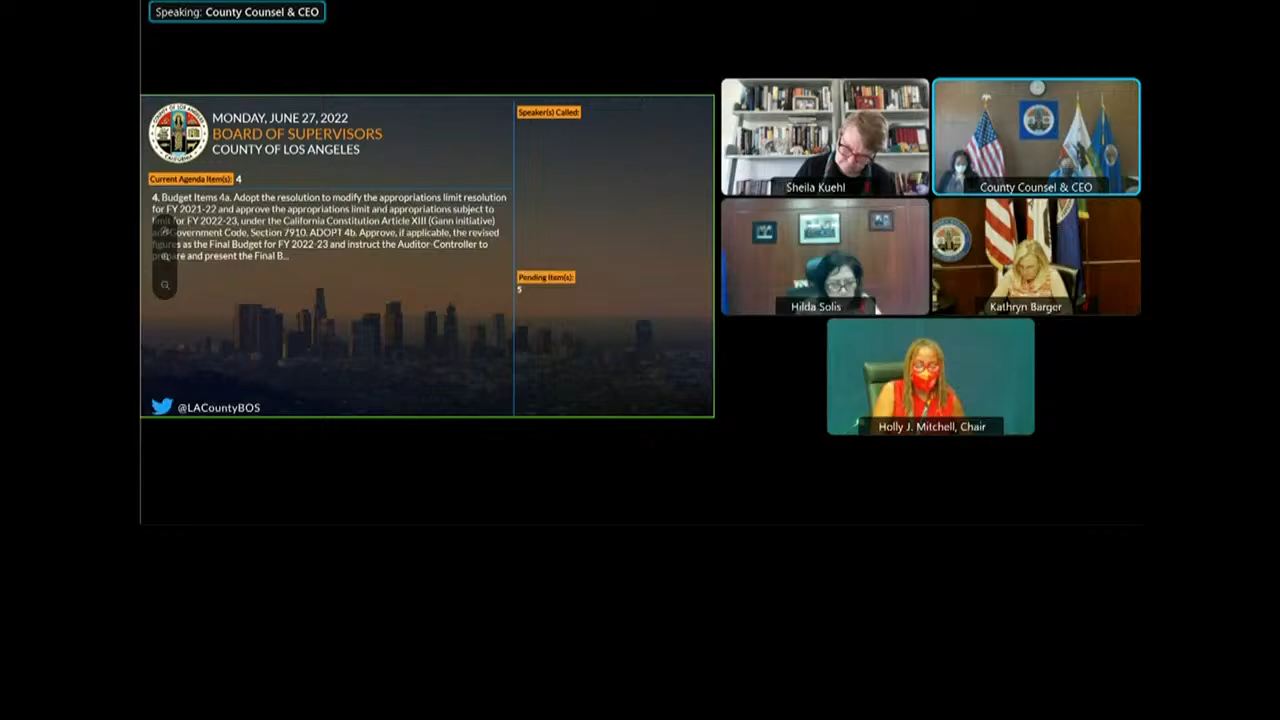 Speaking: County Counsel & CEO
MONDAY, JUNE 27, 2022
BOARD OF SUPERVISORS
COUNTY OF LOS ANGELES
Current Agenda Item(s): 4
4. Budget Items 4a. Adopt the resolution to modify the appropriations limit resolution
for FY 2021-22 and approve the appropriations limit and appropriations subject to
limit for FY 2022-23, under the California Constitution Article XIII (Gann initiative)
and Government Code, Section 7910. ADOPT 4b. Approve, if applicable, the revised
figures as the Final Budget for FY 2022-23 and instruct the Auditor-Controller to
prepare and present the Final B...
Speaker(s) Called:
Pending Item(s):
5
@LACountyBOS
Sheila Kuehl
County Counsel & CEO
Hilda Solis
Kathryn Barger
Holly J. Mitchell, Chair